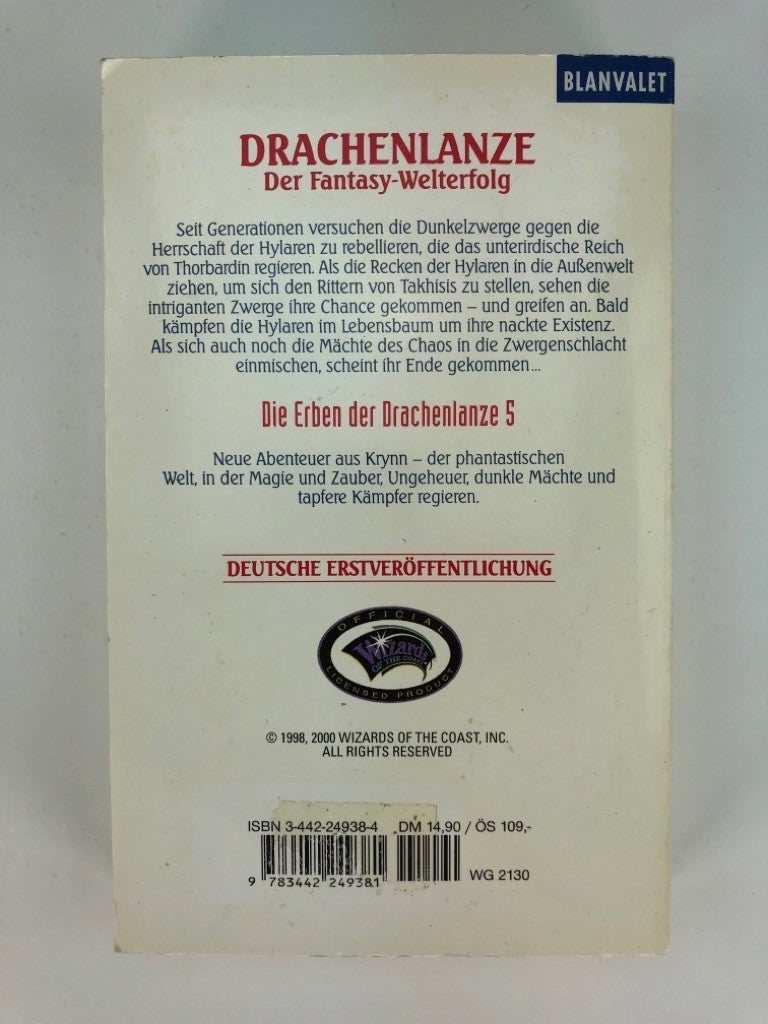 BLANVALET
DRACHENLANZE
Der Fantasy-Welterfolg
Seit Generationen versuchen die Dunkelzwerge gegen die
Herrschaft der Hylaren zu rebellieren, die das unterirdische Reich
von Thorbardin regieren. Als die Recken der Hylaren in die Außenwelt
ziehen, um sich den Rittern von Takhisis zu stellen, sehen die
intriganten Zwerge ihre Chance gekommen – und greifen an. Bald
kämpfen die Hylaren im Lebensbaum um ihre nackte Existenz.
Als sich auch noch die Mächte des Chaos in die Zwergenschlacht
einmischen, scheint ihr Ende gekommen...
Die Erben der Drachenlanze 5
Neue Abenteuer aus Krynn – der phantastischen
Welt, in der Magie und Zauber, Ungeheuer, dunkle Mächte und
tapfere Kämpfer regieren.
DEUTSCHE ERSTVERÖFFENTLICHUNG
OFFICIAL
Wizards
OF THE COAST
LICENSED PRODUCT
© 1998, 2000 WIZARDS OF THE COAST, INC.
ALL RIGHTS RESERVED
ISBN 3-442-24938-4 DM 14,90 / ÖS 109,-
9 783442 249381 WG 2130